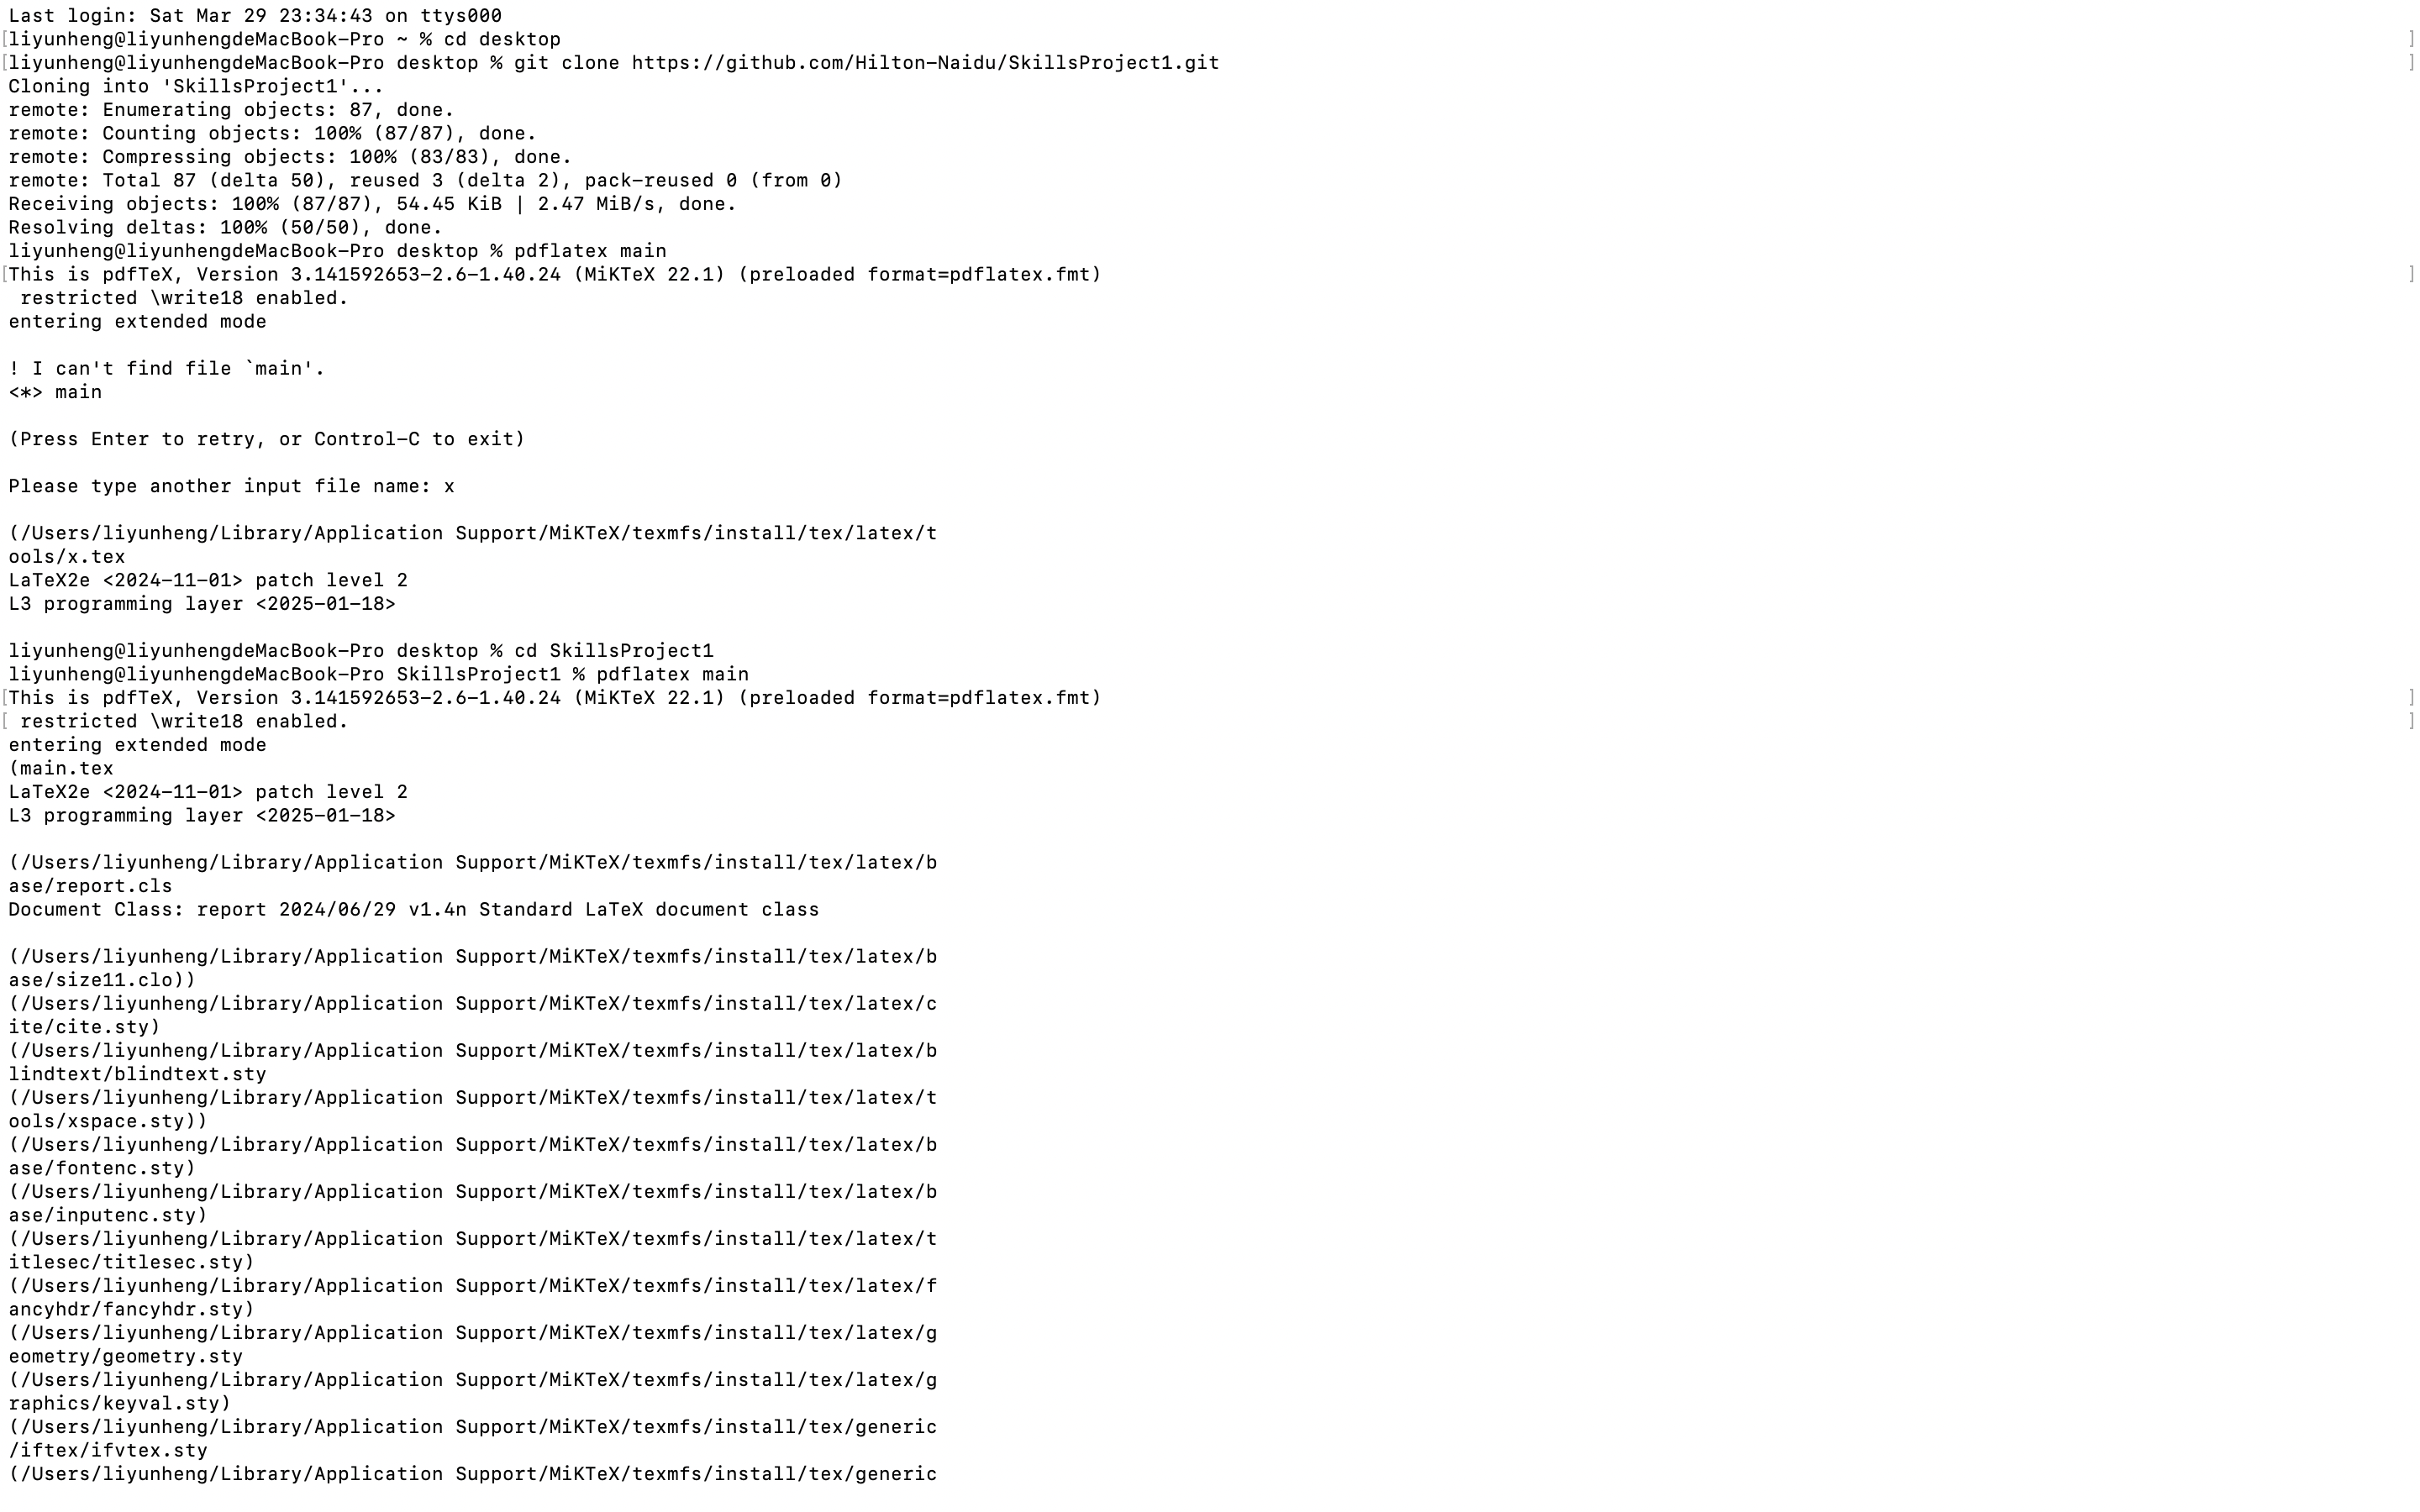 Last login: Sat Mar 29 23:34:43 on ttys000
[liyunheng@liyunhengdeMacBook-Pro ~ % cd desktop ]
[liyunheng@liyunhengdeMacBook-Pro desktop % git clone https://github.com/Hilton-Naidu/SkillsProject1.git ]
Cloning into 'SkillsProject1'...
remote: Enumerating objects: 87, done.
remote: Counting objects: 100% (87/87), done.
remote: Compressing objects: 100% (83/83), done.
remote: Total 87 (delta 50), reused 3 (delta 2), pack-reused 0 (from 0)
Receiving objects: 100% (87/87), 54.45 KiB | 2.47 MiB/s, done.
Resolving deltas: 100% (50/50), done.
liyunheng@liyunhengdeMacBook-Pro desktop % pdflatex main
[This is pdfTeX, Version 3.141592653-2.6-1.40.24 (MiKTeX 22.1) (preloaded format=pdflatex.fmt) ]
 restricted \write18 enabled.
entering extended mode

! I can't find file `main'.
<*> main

(Press Enter to retry, or Control-C to exit)

Please type another input file name: x

(/Users/liyunheng/Library/Application Support/MiKTeX/texmfs/install/tex/latex/t
ools/x.tex
LaTeX2e <2024-11-01> patch level 2
L3 programming layer <2025-01-18>

liyunheng@liyunhengdeMacBook-Pro desktop % cd SkillsProject1
liyunheng@liyunhengdeMacBook-Pro SkillsProject1 % pdflatex main
[This is pdfTeX, Version 3.141592653-2.6-1.40.24 (MiKTeX 22.1) (preloaded format=pdflatex.fmt) ]
[ restricted \write18 enabled. ]
entering extended mode
(main.tex
LaTeX2e <2024-11-01> patch level 2
L3 programming layer <2025-01-18>

(/Users/liyunheng/Library/Application Support/MiKTeX/texmfs/install/tex/latex/b
ase/report.cls
Document Class: report 2024/06/29 v1.4n Standard LaTeX document class

(/Users/liyunheng/Library/Application Support/MiKTeX/texmfs/install/tex/latex/b
ase/size11.clo))
(/Users/liyunheng/Library/Application Support/MiKTeX/texmfs/install/tex/latex/c
ite/cite.sty)
(/Users/liyunheng/Library/Application Support/MiKTeX/texmfs/install/tex/latex/b
lindtext/blindtext.sty
(/Users/liyunheng/Library/Application Support/MiKTeX/texmfs/install/tex/latex/t
ools/xspace.sty))
(/Users/liyunheng/Library/Application Support/MiKTeX/texmfs/install/tex/latex/b
ase/fontenc.sty)
(/Users/liyunheng/Library/Application Support/MiKTeX/texmfs/install/tex/latex/b
ase/inputenc.sty)
(/Users/liyunheng/Library/Application Support/MiKTeX/texmfs/install/tex/latex/t
itlesec/titlesec.sty)
(/Users/liyunheng/Library/Application Support/MiKTeX/texmfs/install/tex/latex/f
ancyhdr/fancyhdr.sty)
(/Users/liyunheng/Library/Application Support/MiKTeX/texmfs/install/tex/latex/g
eometry/geometry.sty
(/Users/liyunheng/Library/Application Support/MiKTeX/texmfs/install/tex/latex/g
raphics/keyval.sty)
(/Users/liyunheng/Library/Application Support/MiKTeX/texmfs/install/tex/generic
/iftex/ifvtex.sty
(/Users/liyunheng/Library/Application Support/MiKTeX/texmfs/install/tex/generic